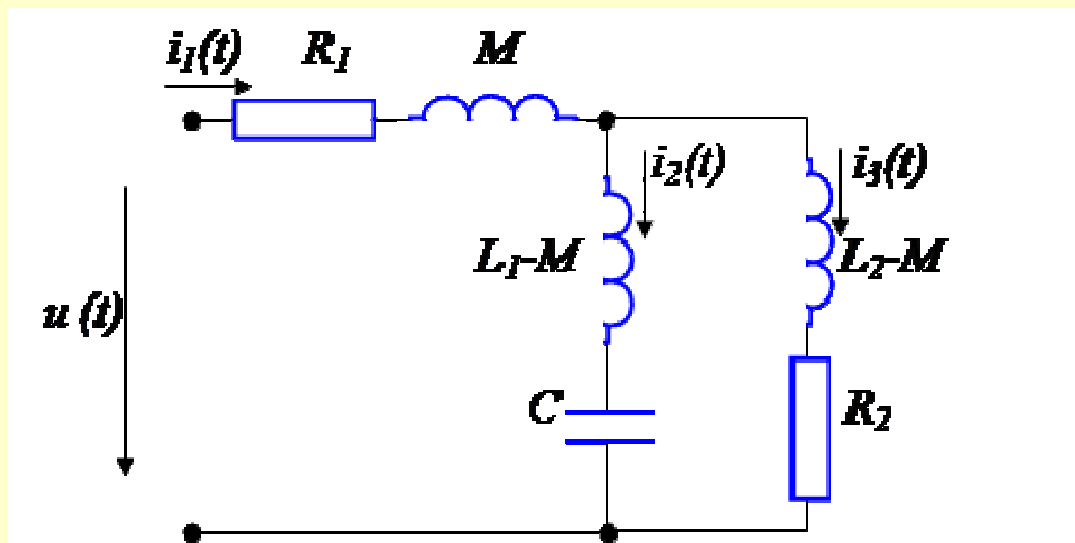 i₁(t) R₁ M
i₂(t) i₃(t)
L₁-M L₂-M
u (t)
C R₂